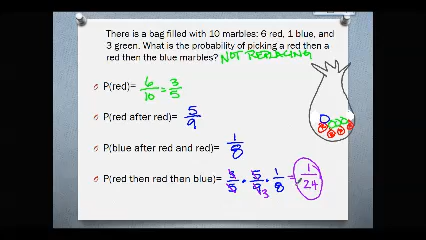 There is a bag filled with 10 marbles: 6 red, 1 blue, and
3 green. What is the probability of picking a red then a
red then the blue marbles? NOT REPLACING
P(red)= 6/10 = 3/5
P(red after red)= 5/9
P(blue after red and red)= 1/8
P(red then red then blue)= 3/5 · 5/9 3 · 1/8 = 1/24